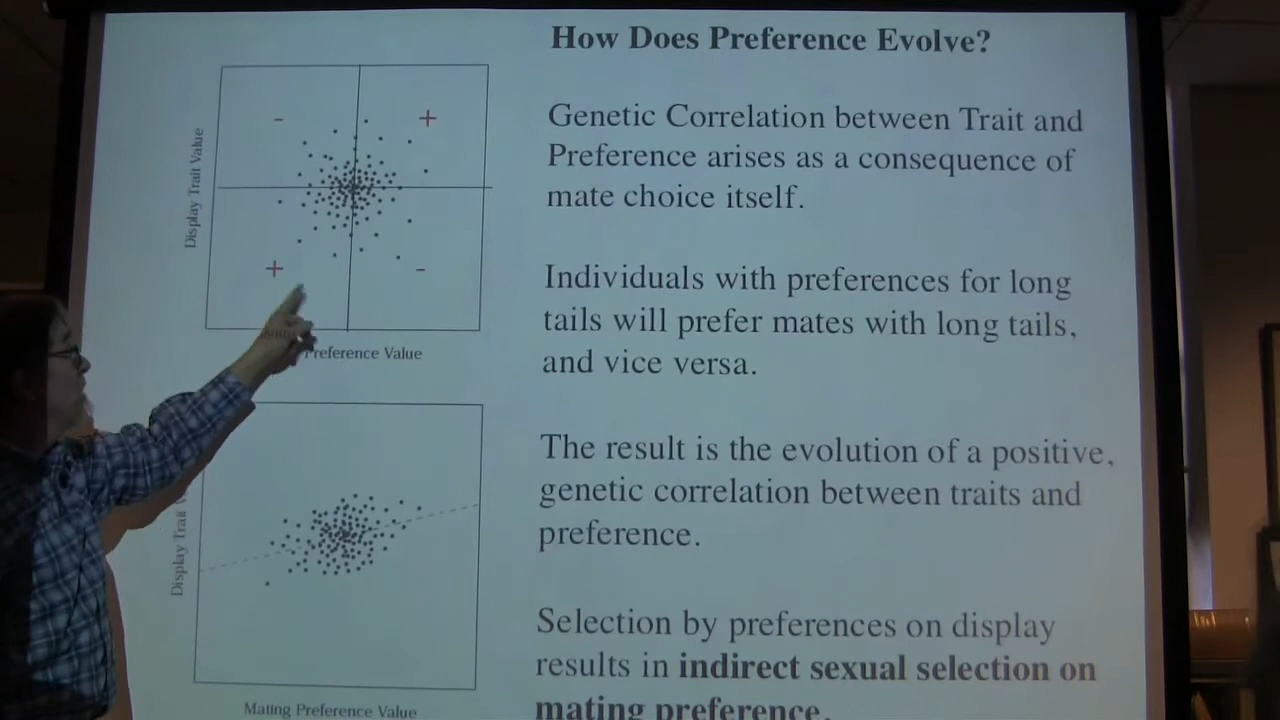 How Does Preference Evolve?
Genetic Correlation between Trait and
Preference arises as a consequence of
mate choice itself.
Individuals with preferences for long
tails will prefer mates with long tails,
and vice versa.
The result is the evolution of a positive,
genetic correlation between traits and
preference.
Selection by preferences on display
results in indirect sexual selection on
mating preference.
Display Trait Value
-
+
+
-
Preference Value
Display Trait
Mating Preference Value